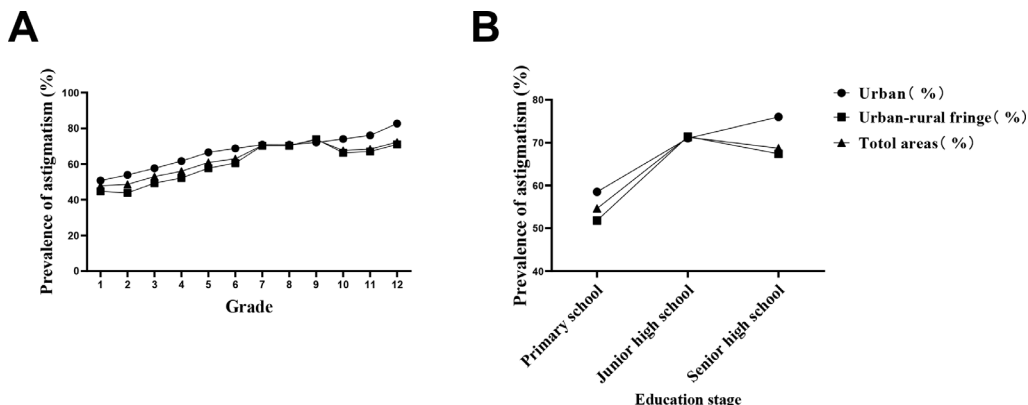 A
Prevalence of astigmatism (%)
100
80
60
40
20
0
1 2 3 4 5 6 7 8 9 10 11 12
Grade
B
Prevalence of astigmatism (%)
80
70
60
50
40
Primary school
Junior high school
Senior high school
Education stage
Urban( %)
Urban-rural fringe( %)
Totol areas( %)